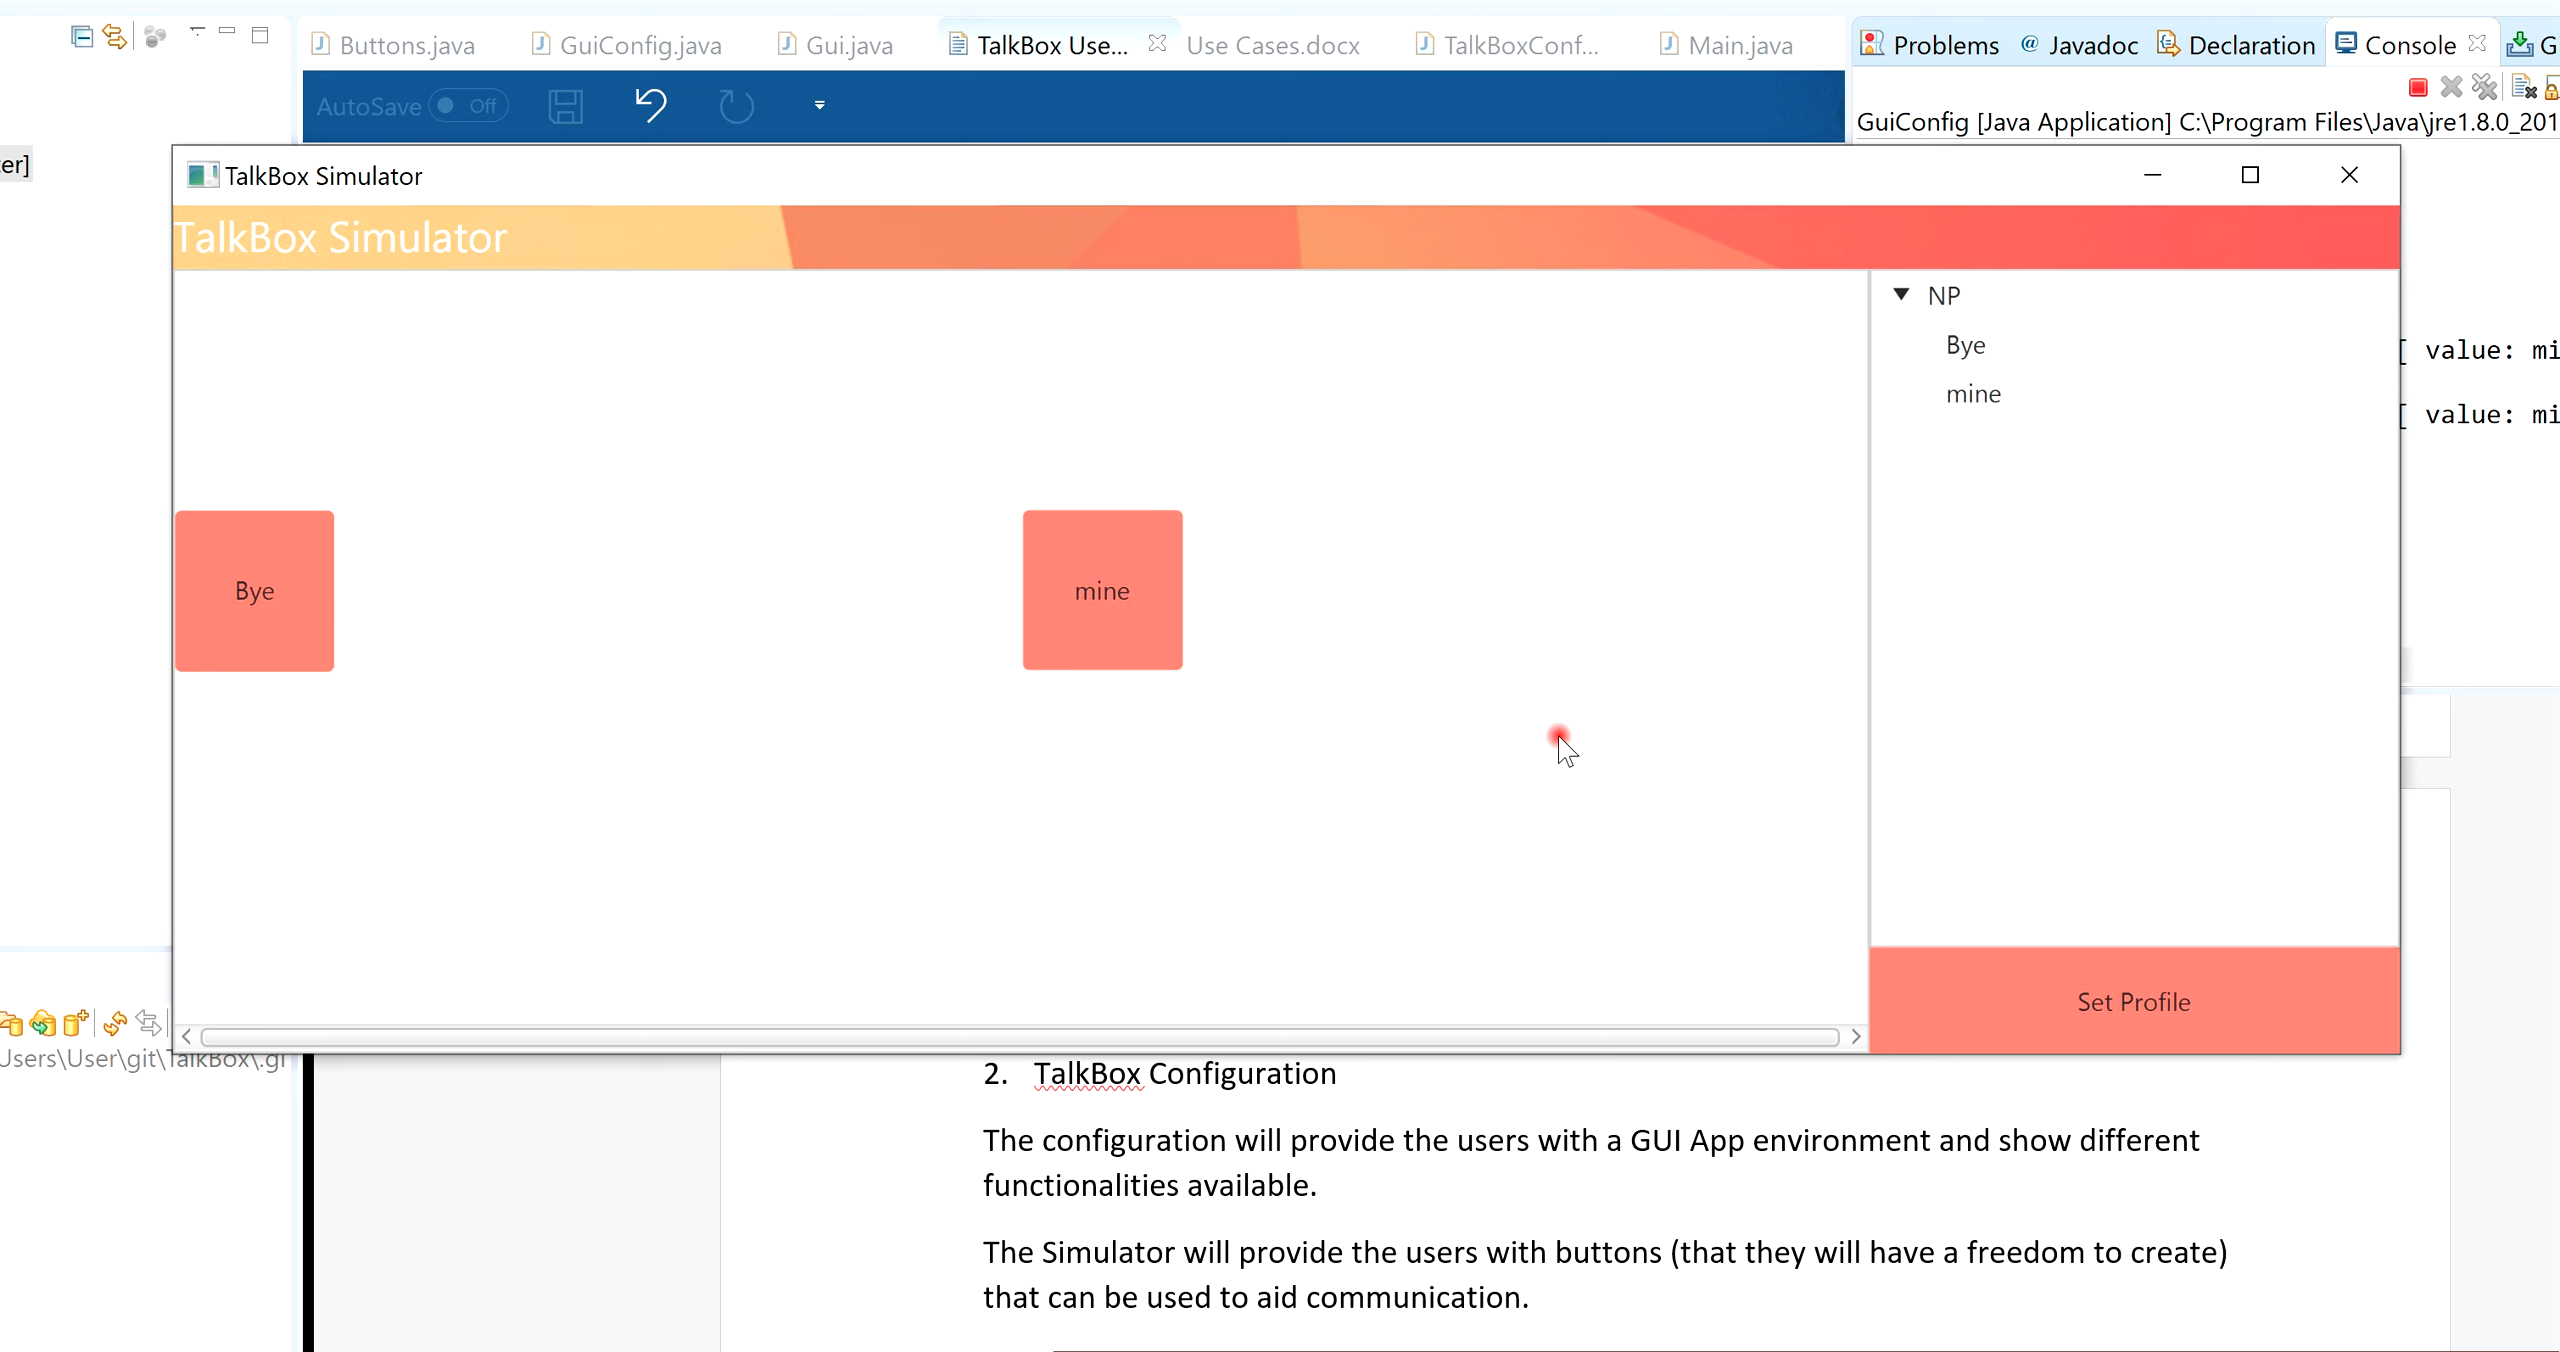 Buttons.java
GuiConfig.java
Gui.java
TalkBox Use...
Use Cases.docx
TalkBoxConf...
Main.java
Problems
@ Javadoc
Declaration
Console
G
AutoSave Off
GuiConfig [Java Application] C:\Program Files\Java\jre1.8.0_201
ter]
TalkBox Simulator
TalkBox Simulator
NP
Bye
mine
[ value: mi
[ value: mi
Bye
mine
Set Profile
Users\User\git\TalkBox\.gi
2. TalkBox Configuration
The configuration will provide the users with a GUI App environment and show different
functionalities available.
The Simulator will provide the users with buttons (that they will have a freedom to create)
that can be used to aid communication.